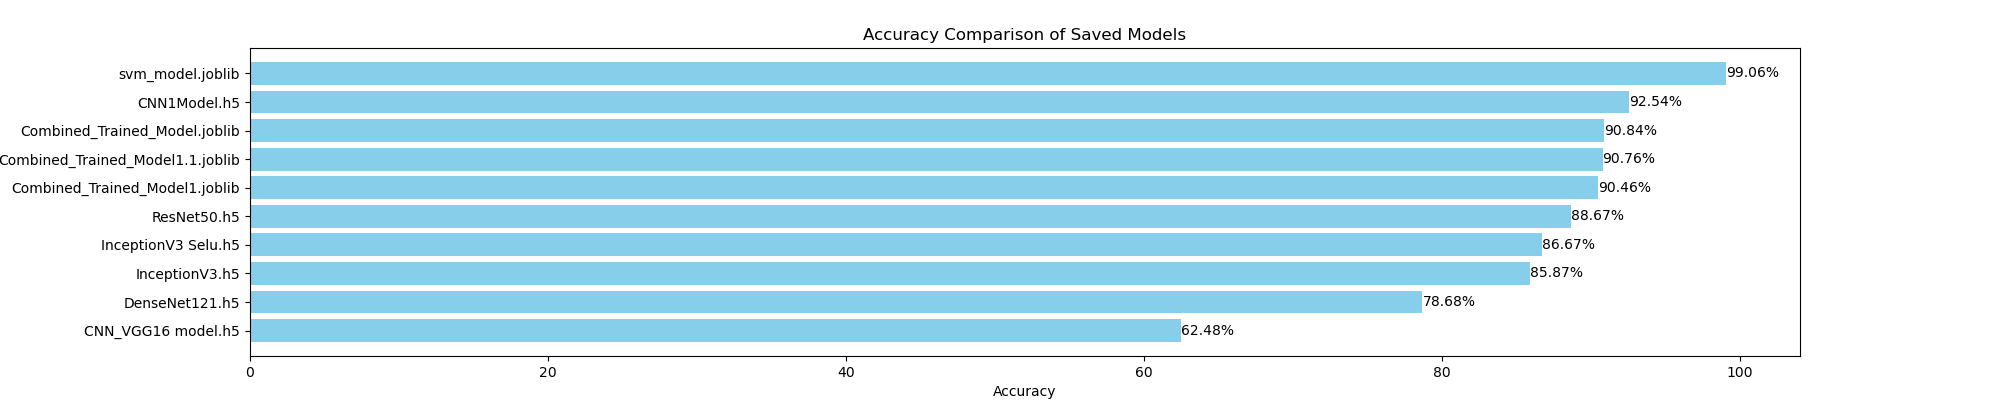 Accuracy Comparison of Saved Models
svm_model.joblib 99.06%
CNN1Model.h5 92.54%
Combined_Trained_Model.joblib 90.84%
Combined_Trained_Model1.1.joblib 90.76%
Combined_Trained_Model1.joblib 90.46%
ResNet50.h5 88.67%
InceptionV3 Selu.h5 86.67%
InceptionV3.h5 85.87%
DenseNet121.h5 78.68%
CNN_VGG16 model.h5 62.48%
0 20 40 60 80 100
Accuracy